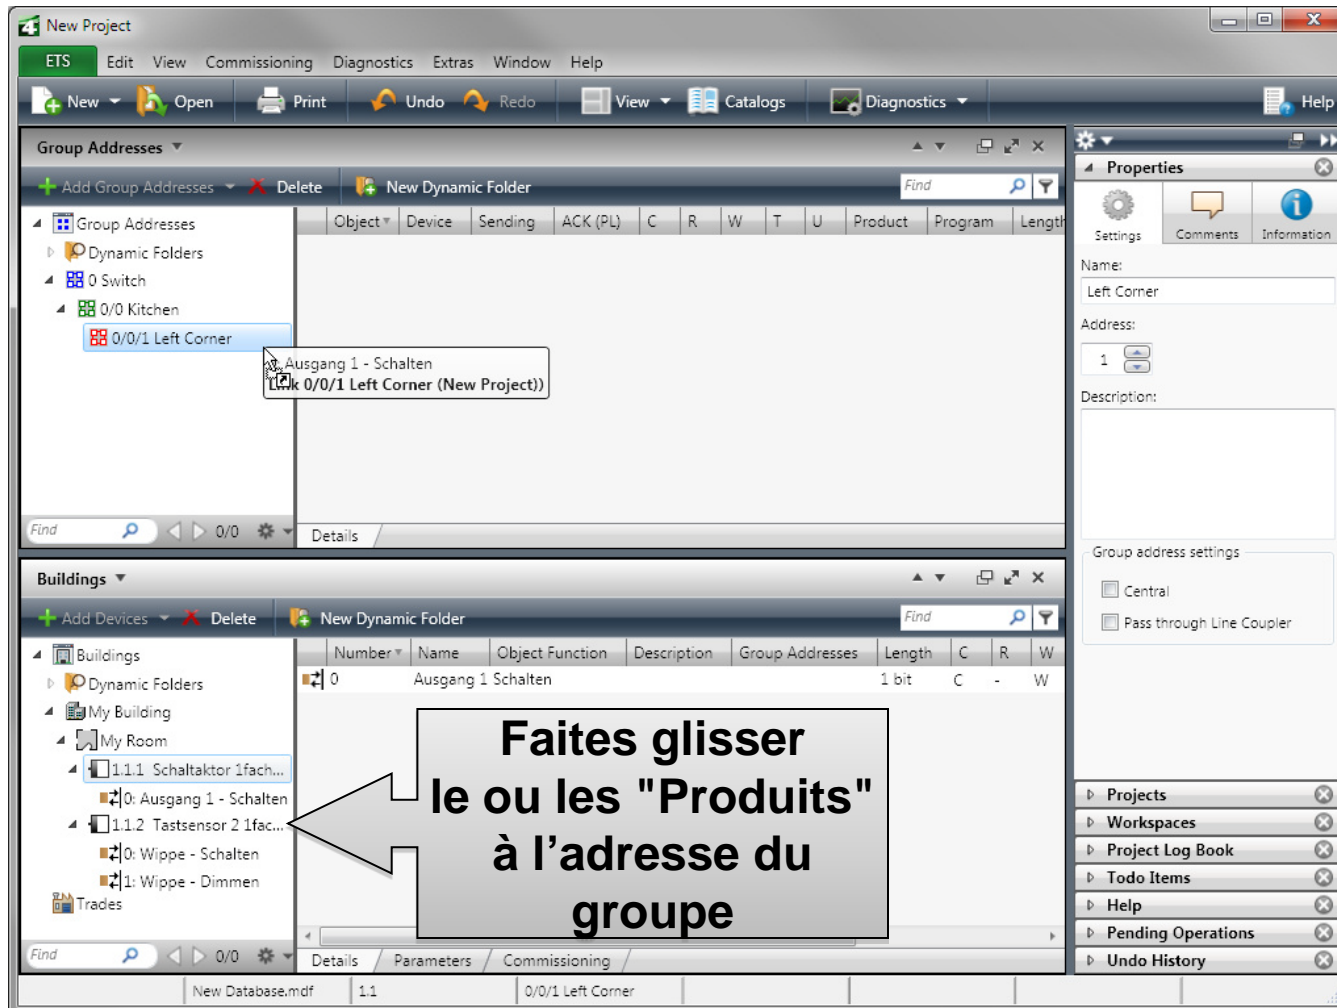 New Project
ETS Edit View Commissioning Diagnostics Extras Window Help
New Open Print Undo Redo View Catalogs Diagnostics Help
Group Addresses
Add Group Addresses Delete New Dynamic Folder Find
Object Device Sending ACK (PL) C R W T U Product Program Length
Group Addresses
Dynamic Folders
0 Switch
0/0 Kitchen
0/0/1 Left Corner
Ausgang 1 - Schalten
Link 0/0/1 Left Corner (New Project))
Find 0/0 Details
Buildings
Add Devices Delete New Dynamic Folder Find
Number Name Object Function Description Group Addresses Length C R W
0 Ausgang 1 Schalten 1 bit C - W
Buildings
Dynamic Folders
My Building
My Room
1.1.1 Schaltaktor 1fach...
0: Ausgang 1 - Schalten
1.1.2 Tastsensor 2 1fac...
0: Wippe - Schalten
1: Wippe - Dimmen
Trades
Faites glisser
le ou les "Produits"
à l’adresse du
groupe
Find 0/0 Details Parameters Commissioning
New Database.mdf 1.1 0/0/1 Left Corner
Properties
Settings Comments Information
Name:
Left Corner
Address:
1
Description:
Group address settings
Central
Pass through Line Coupler
Projects
Workspaces
Project Log Book
Todo Items
Help
Pending Operations
Undo History